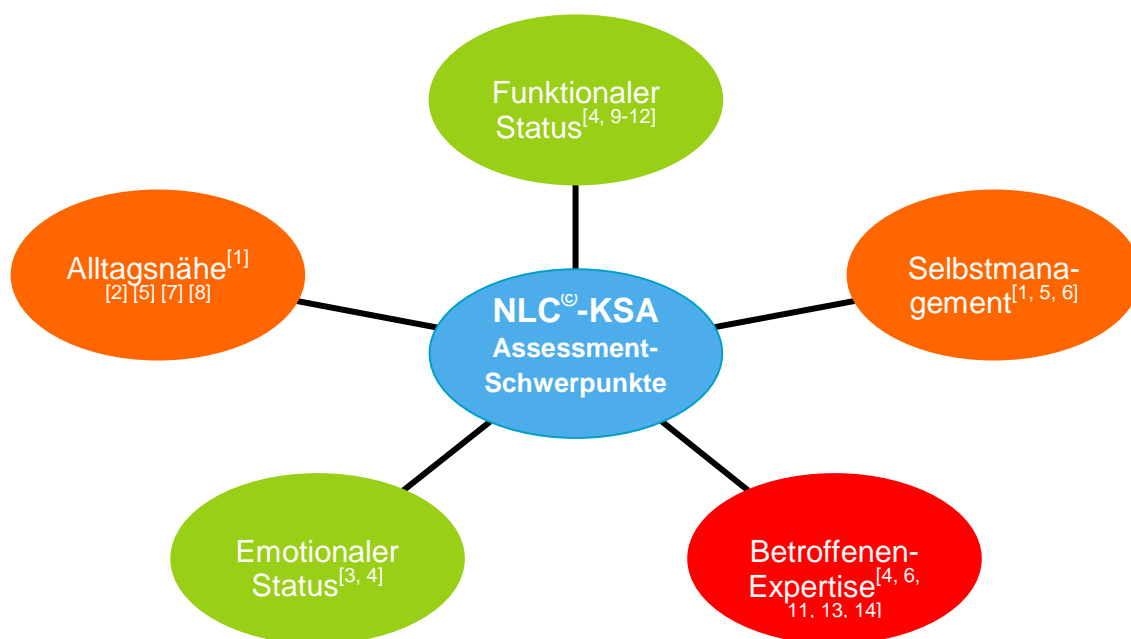 Funktionaler
Status[4, 9-12]
Alltagsnähe[1]
[2] [5] [7] [8]
Selbstmana-
gement[1, 5, 6]
NLC©-KSA
Assessment-
Schwerpunkte
Emotionaler
Status[3, 4]
Betroffenen-
Expertise[4, 6,
11, 13, 14]